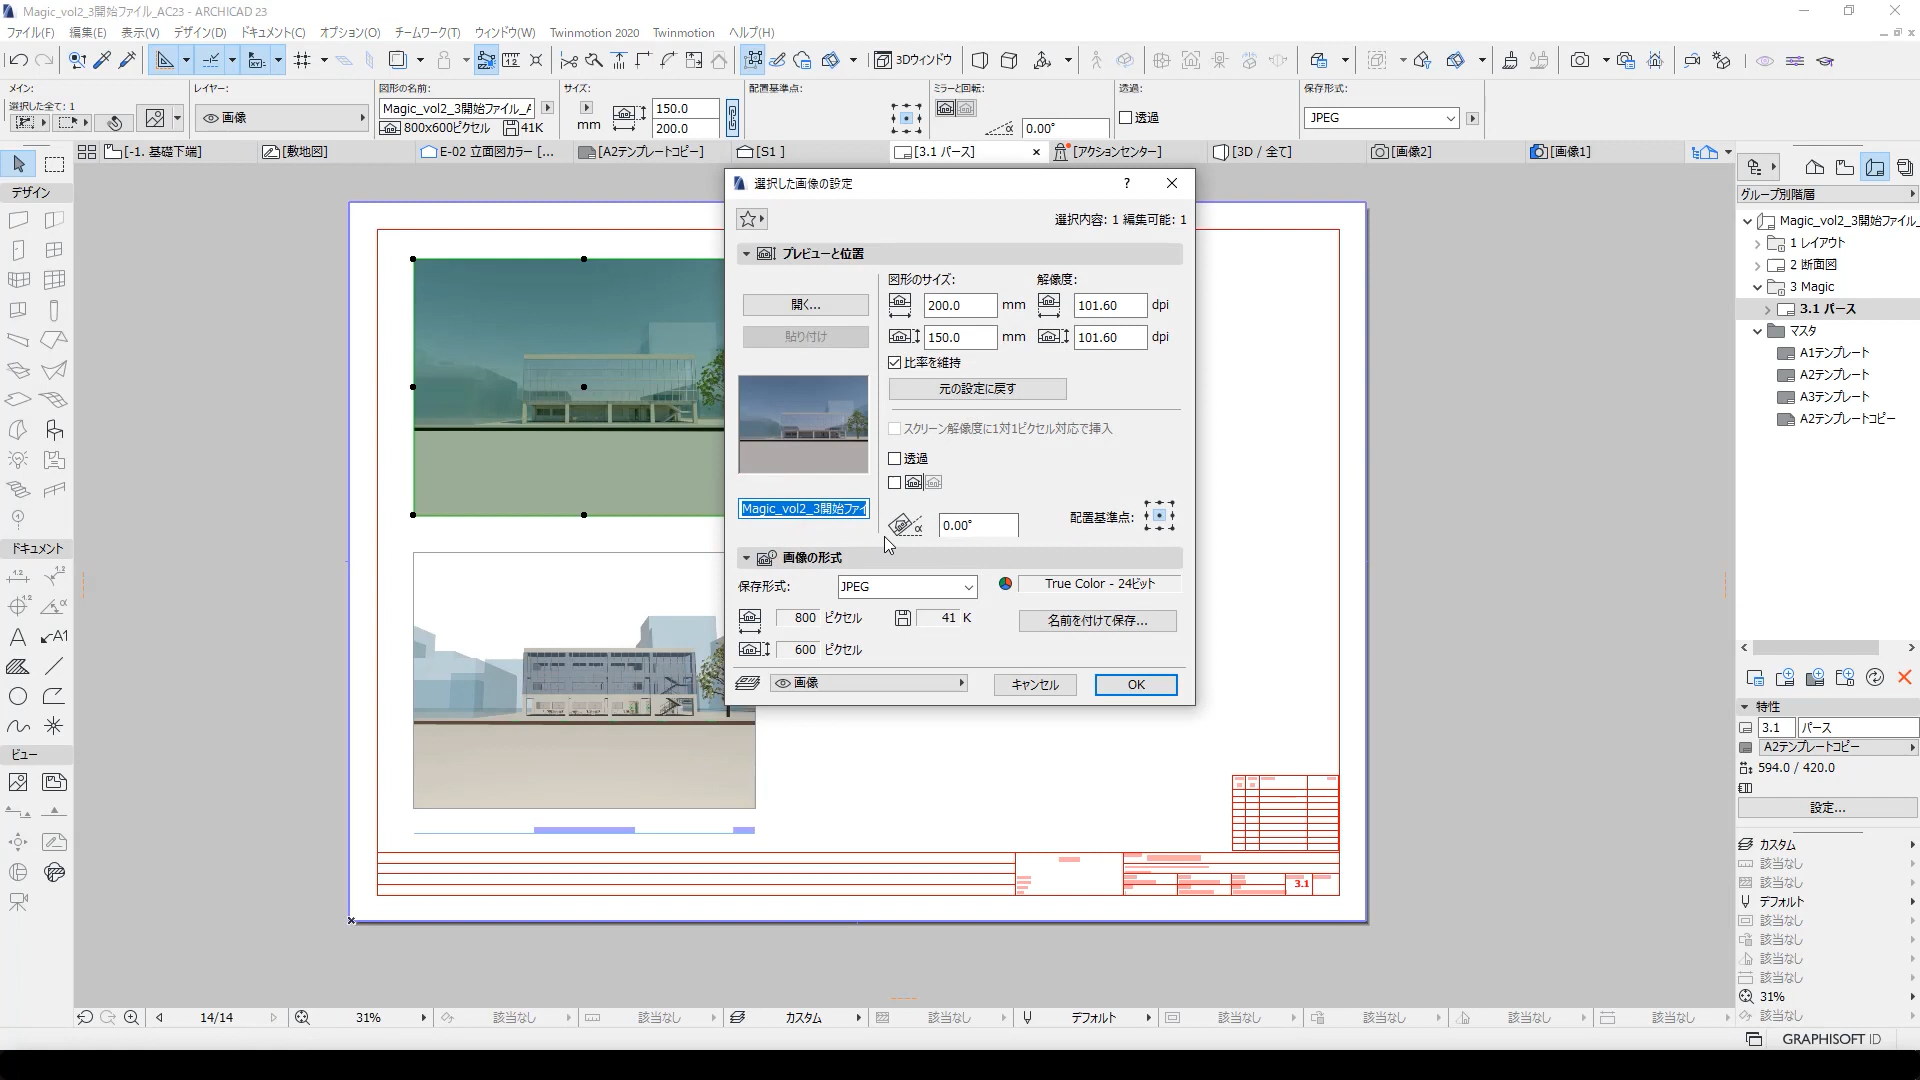 Magic_vol2_3開始ファイル_AC23 - ARCHICAD 23
ファイル(F) 編集(E) 表示(V) デザイン(D) ドキュメント(C) オプション(O) チームワーク(T) ウィンドウ(W) Twinmotion 2020 Twinmotion ヘルプ(H)
3Dウィンドウ
メイン: レイヤー: 図形の名前: サイズ: 配置基準点: ミラーと回転: 透過: 保存形式:
選択した全て: 1
画像
Magic_vol2_3開始ファイル_A
800x600ピクセル 41K
mm
150.0
200.0
0.00°
透過
JPEG
[-1. 基礎下端] [敷地図] E-02 立面図カラー [... [A2テンプレートコピー] [S1 ] [3.1 パース] [アクションセンター] [3D / 全て] [画像2] [画像1]
デザイン
ドキュメント
ビュー
選択した画像の設定
選択内容: 1 編集可能: 1
プレビューと位置
開く...
貼り付け
図形のサイズ: 解像度:
200.0 mm 101.60 dpi
150.0 mm 101.60 dpi
比率を維持
元の設定に戻す
スクリーン解像度に1対1ピクセル対応で挿入
透過
Magic_vol2_3開始ファイ
0.00°
配置基準点:
画像の形式
保存形式: JPEG True Color - 24ビット
800 ピクセル 41 K 名前を付けて保存...
600 ピクセル
画像 キャンセル OK
3.1
グループ別階層
Magic_vol2_3開始ファイル_
1 レイアウト
2 断面図
3 Magic
3.1 パース
マスタ
A1テンプレート
A2テンプレート
A3テンプレート
A2テンプレートコピー
特性
3.1 パース
A2テンプレートコピー
594.0 / 420.0
設定...
カスタム
該当なし
該当なし
デフォルト
該当なし
該当なし
該当なし
該当なし
31%
該当なし
14/14 31% 該当なし 該当なし カスタム 該当なし デフォルト 該当なし 該当なし 該当なし 該当なし
GRAPHISOFT ID